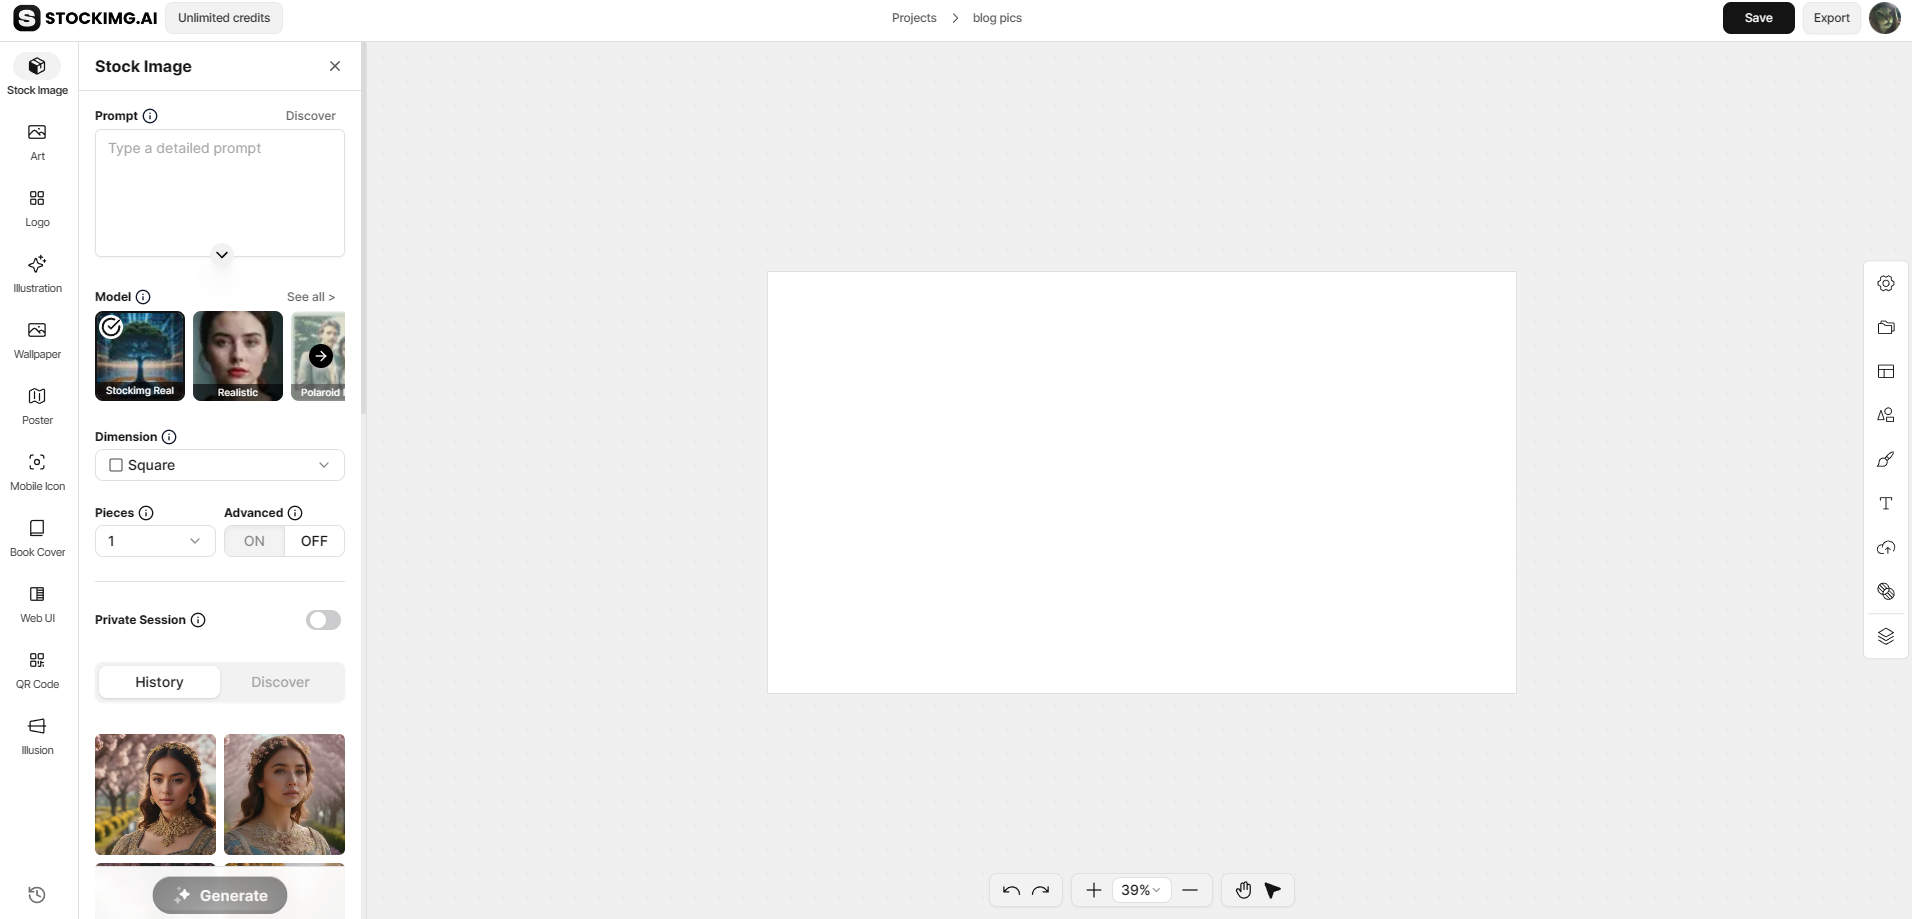 STOCKIMG.AI
Unlimited credits
Projects > blog pics
Save
Export
Stock Image
Art
Logo
Illustration
Wallpaper
Poster
Mobile Icon
Book Cover
Web UI
QR Code
Illusion
Stock Image
Prompt
Discover
Type a detailed prompt
Model
See all >
Stockimg Real
Realistic
Polaroid
Dimension
Square
Pieces
Advanced
1
ON
OFF
Private Session
History
Discover
Generate
39%